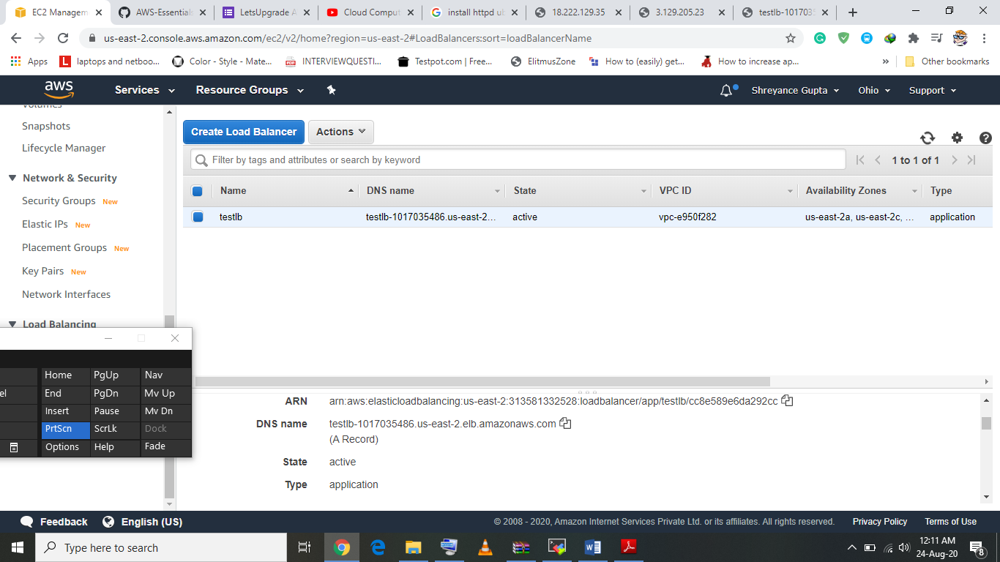 EC2 Managem
AWS-Essentials
LetsUpgrade A
Cloud Comput
install httpd ub
18.222.129.35
3.129.205.23
testlb-101703
us-east-2.console.aws.amazon.com/ec2/v2/home?region=us-east-2#LoadBalancers:sort=loadBalancerName
Apps
laptops and netboo...
Color - Style - Mate...
INTERVIEWQUESTI...
Testpot.com | Free...
ElitmusZone
How to (easily) get...
How to increase ap...
»
Other bookmarks
aws
Services
Resource Groups
Shreyance Gupta
Ohio
Support
Volumes
Snapshots
Lifecycle Manager
Network & Security
Security Groups New
Elastic IPs New
Placement Groups New
Key Pairs New
Network Interfaces
Load Balancing
Create Load Balancer
Actions
Filter by tags and attributes or search by keyword
1 to 1 of 1
Name DNS name State VPC ID Availability Zones Type
testlb testlb-1017035486.us-east-2... active vpc-e950f282 us-east-2a, us-east-2c, ... application
ARN arn:aws:elasticloadbalancing:us-east-2:313581332528:loadbalancer/app/testlb/cc8e589e6da292cc
DNS name testlb-1017035486.us-east-2.elb.amazonaws.com
(A Record)
State active
Type application
Home PgUp Nav
el End PgDn Mv Up
Insert Pause Mv Dn
PrtScn ScrLk Dock
Options Help Fade
Feedback
English (US)
© 2008 - 2020, Amazon Internet Services Private Ltd. or its affiliates. All rights reserved.
Privacy Policy
Terms of Use
Type here to search
12:11 AM
24-Aug-20
8